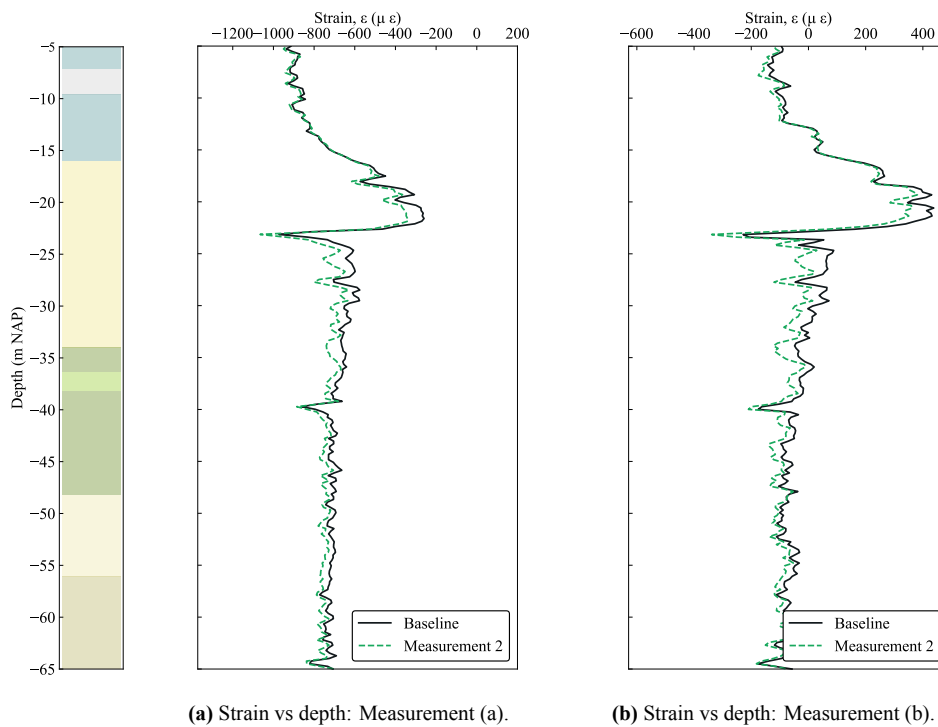 Strain, ε (μ ε)
−1200 −1000 −800 −600 −400 −200 0 200
Strain, ε (μ ε)
−600 −400 −200 0 200 400
Depth (m NAP)
−5
−10
−15
−20
−25
−30
−35
−40
−45
−50
−55
−60
−65
Baseline
Measurement 2
Baseline
Measurement 2
(a) Strain vs depth: Measurement (a).
(b) Strain vs depth: Measurement (b).